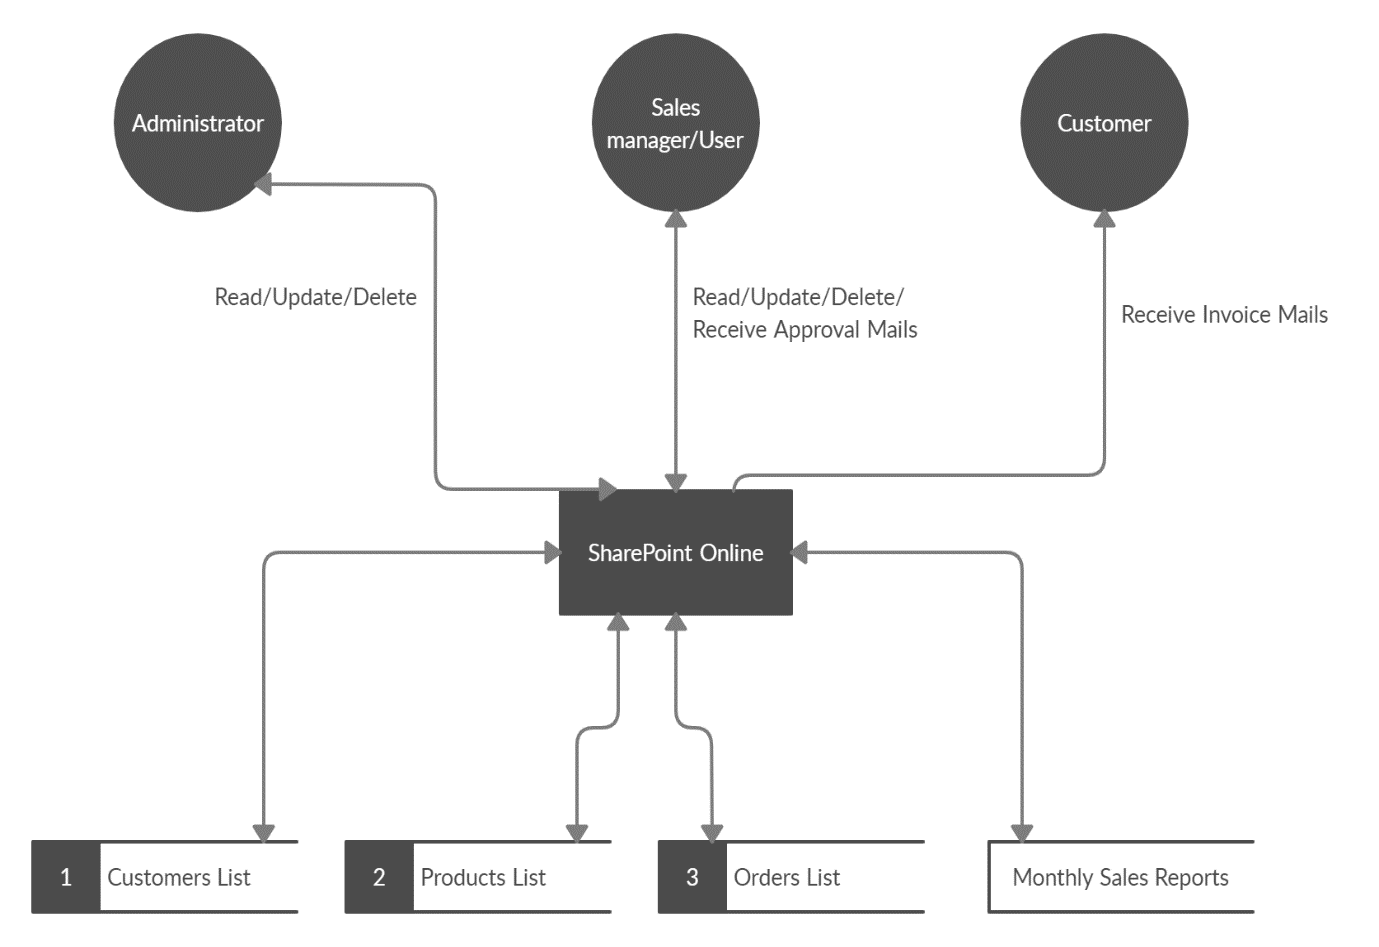 Administrator
Sales
manager/User
Customer
Read/Update/Delete
Read/Update/Delete/
Receive Approval Mails
Receive Invoice Mails
SharePoint Online
1 Customers List
2 Products List
3 Orders List
Monthly Sales Reports